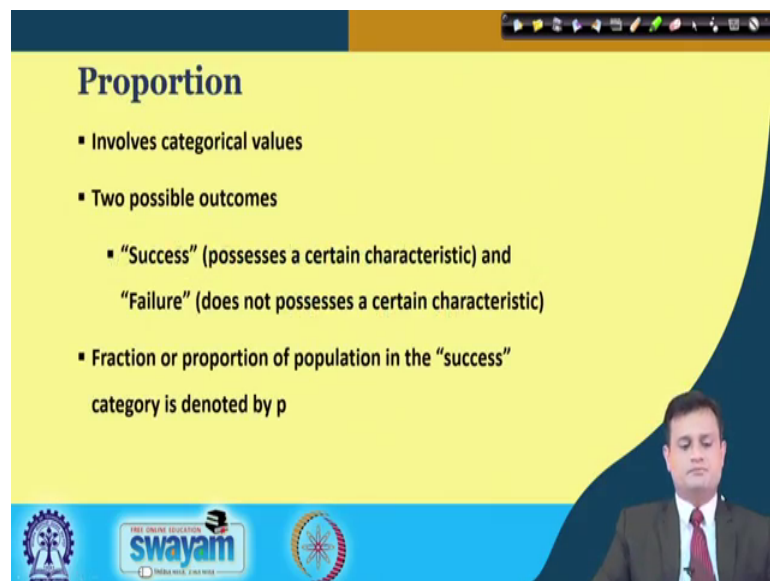 Proportion
▪ Involves categorical values
▪ Two possible outcomes
▪ “Success” (possesses a certain characteristic) and
“Failure” (does not possesses a certain characteristic)
▪ Fraction or proportion of population in the “success”
category is denoted by p
FREE ONLINE EDUCATION
swayam